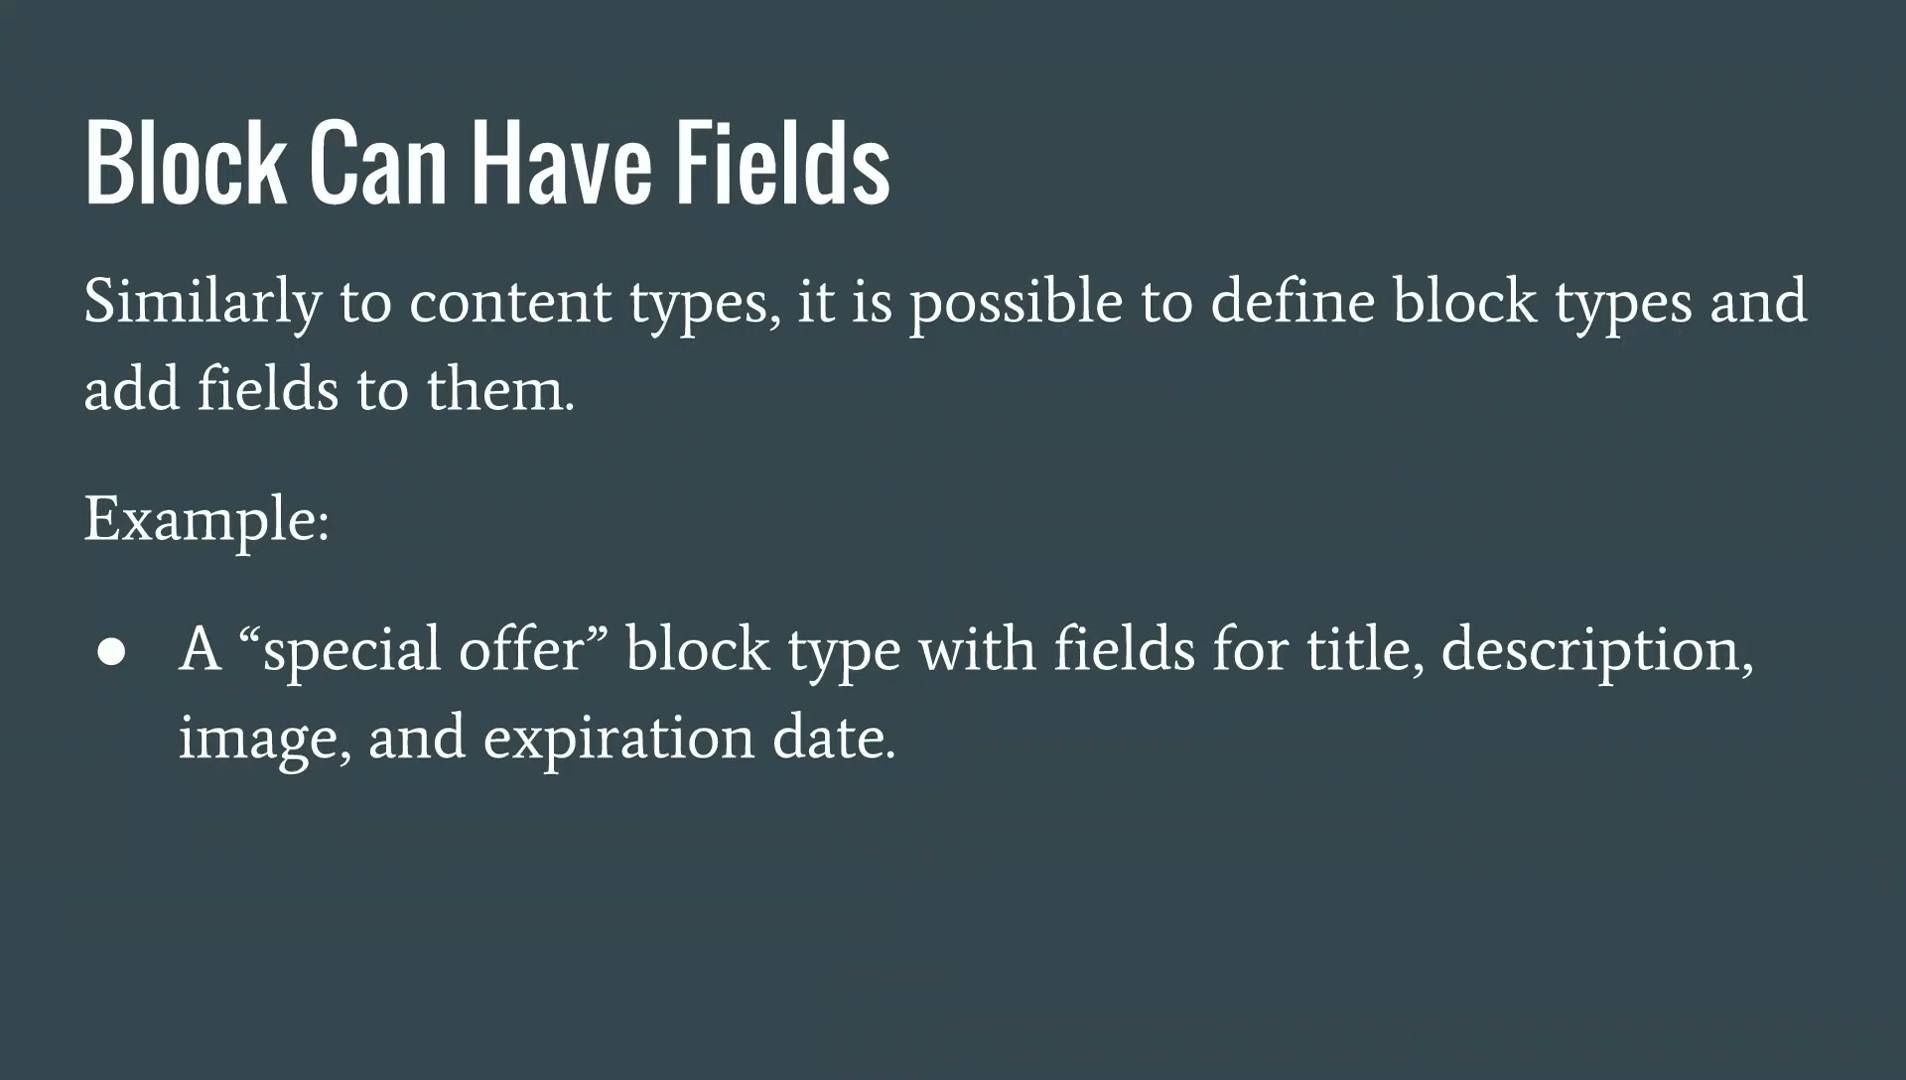 Block Can Have Fields
Similarly to content types, it is possible to define block types and
add fields to them.
Example:
● A “special offer” block type with fields for title, description,
image, and expiration date.